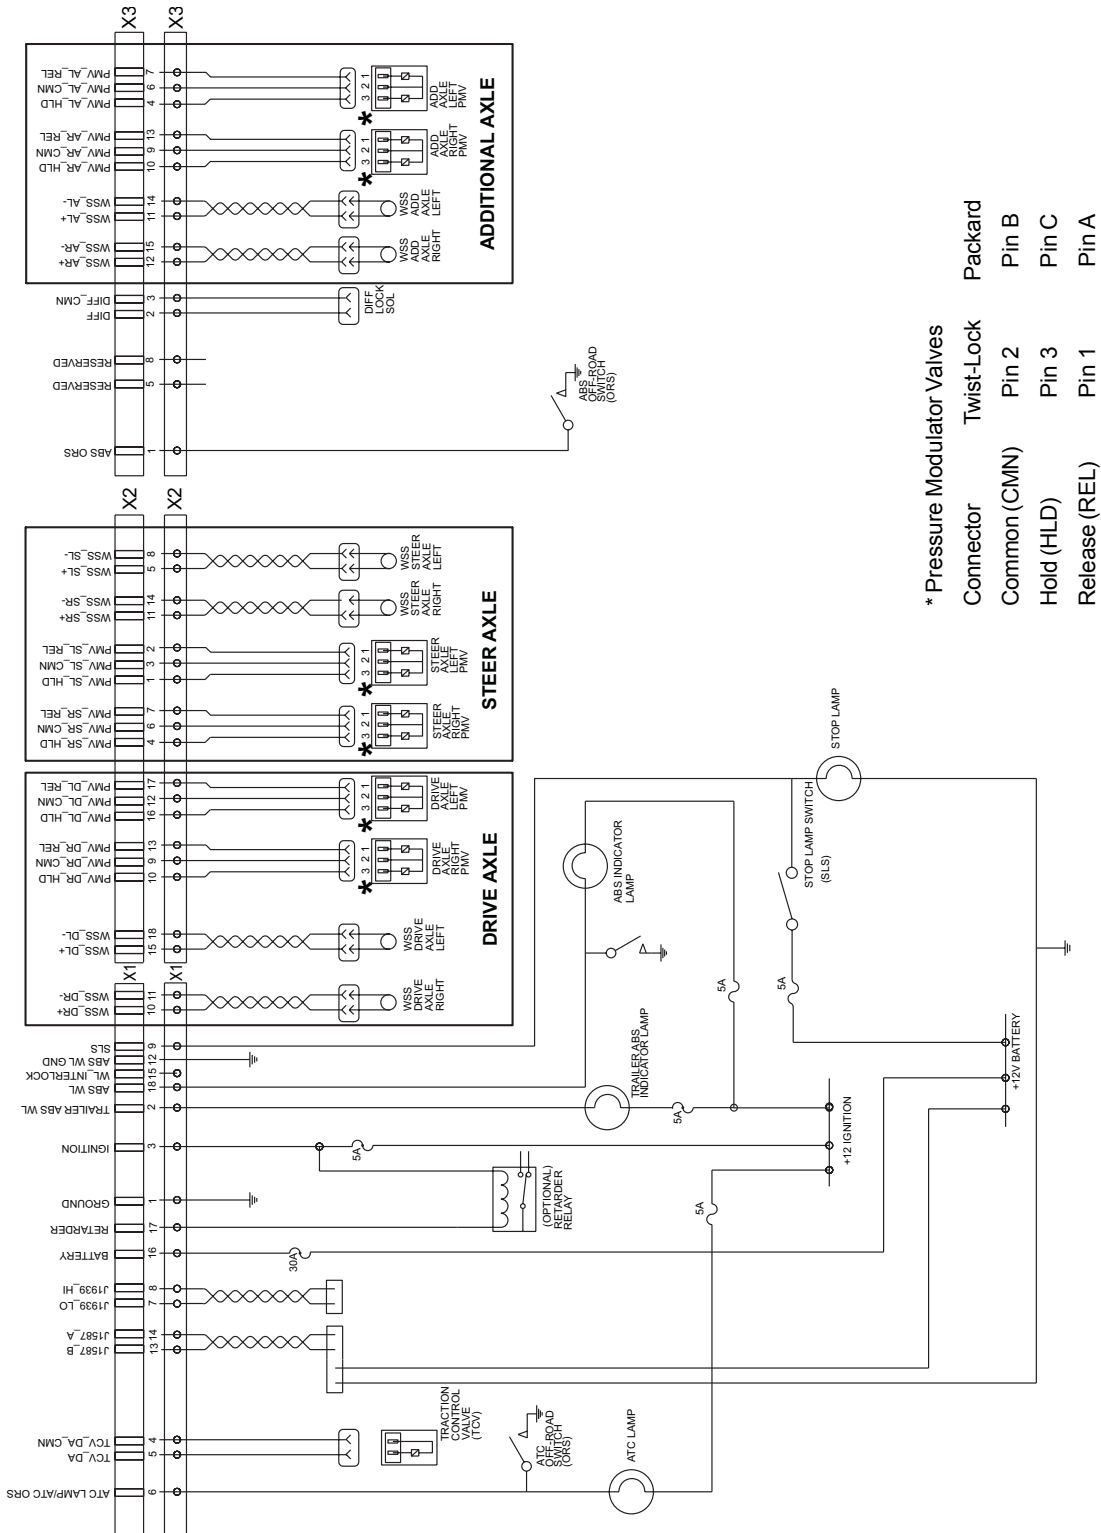 X3
X3
PMV_AL_REL
7
PMV_AL_CMN
6
PMV_AL_HLD
4
3 2 1
*
ADD
AXLE
LEFT
PMV
PMV_AR_REL
13
PMV_AR_CMN
9
PMV_AR_HLD
10
3 2 1
*
ADD
AXLE
RIGHT
PMV
WSS_AL-
14
WSS_AL+
11
WSS
ADD
AXLE
LEFT
WSS_AR-
15
WSS_AR+
12
WSS
ADD
AXLE
RIGHT
ADDITIONAL AXLE
DIFF_CMN
3
DIFF
2
DIFF
LOCK
SOL
RESERVED
8
RESERVED
5
ABS ORS
1
ABS
OFF-ROAD
SWITCH
(ORS)
X2
X2
WSS_SL-
8
WSS_SL+
5
WSS
STEER
AXLE
LEFT
WSS_SR-
14
WSS_SR+
11
WSS
STEER
AXLE
RIGHT
PMV_SL_REL
2
PMV_SL_CMN
3
PMV_SL_HLD
1
3 2 1
*
STEER
AXLE
LEFT
PMV
PMV_SR_REL
7
PMV_SR_CMN
6
PMV_SR_HLD
4
3 2 1
*
STEER
AXLE
RIGHT
PMV
STEER AXLE
PMV_DL_REL
17
PMV_DL_CMN
12
PMV_DL_HLD
16
3 2 1
*
DRIVE
AXLE
LEFT
PMV
PMV_DR_REL
13
PMV_DR_CMN
9
PMV_DR_HLD
10
3 2 1
*
DRIVE
AXLE
RIGHT
PMV
WSS_DL-
18
WSS_DL+
15
WSS
DRIVE
AXLE
LEFT
X1
X1
WSS_DR-
11
WSS_DR+
10
WSS
DRIVE
AXLE
RIGHT
DRIVE AXLE
SLS
9
ABS WL GND
12
WL_INTERLOCK
15
ABS WL
18
TRAILER ABS WL
2
IGNITION
3
GROUND
1
RETARDER
17
BATTERY
16
J1939_HI
8
J1939_LO
7
J1587_A
14
J1587_B
13
TCV_DA_CMN
4
TCV_DA
5
ATC LAMP/ATC ORS
6
ABS INDICATOR
LAMP
STOP LAMP
STOP LAMP SWITCH
(SLS)
5A
5A
TRAILER ABS
INDICATOR LAMP
5A
5A
+12 IGNITION
+12V BATTERY
(OPTIONAL)
RETARDER
RELAY
5A
30A
TRACTION
CONTROL
VALVE
(TCV)
ATC
OFF-ROAD
SWITCH
(ORS)
ATC LAMP
* Pressure Modulator Valves
Connector Twist-Lock Packard
Common (CMN) Pin 2 Pin B
Hold (HLD) Pin 3 Pin C
Release (REL) Pin 1 Pin A